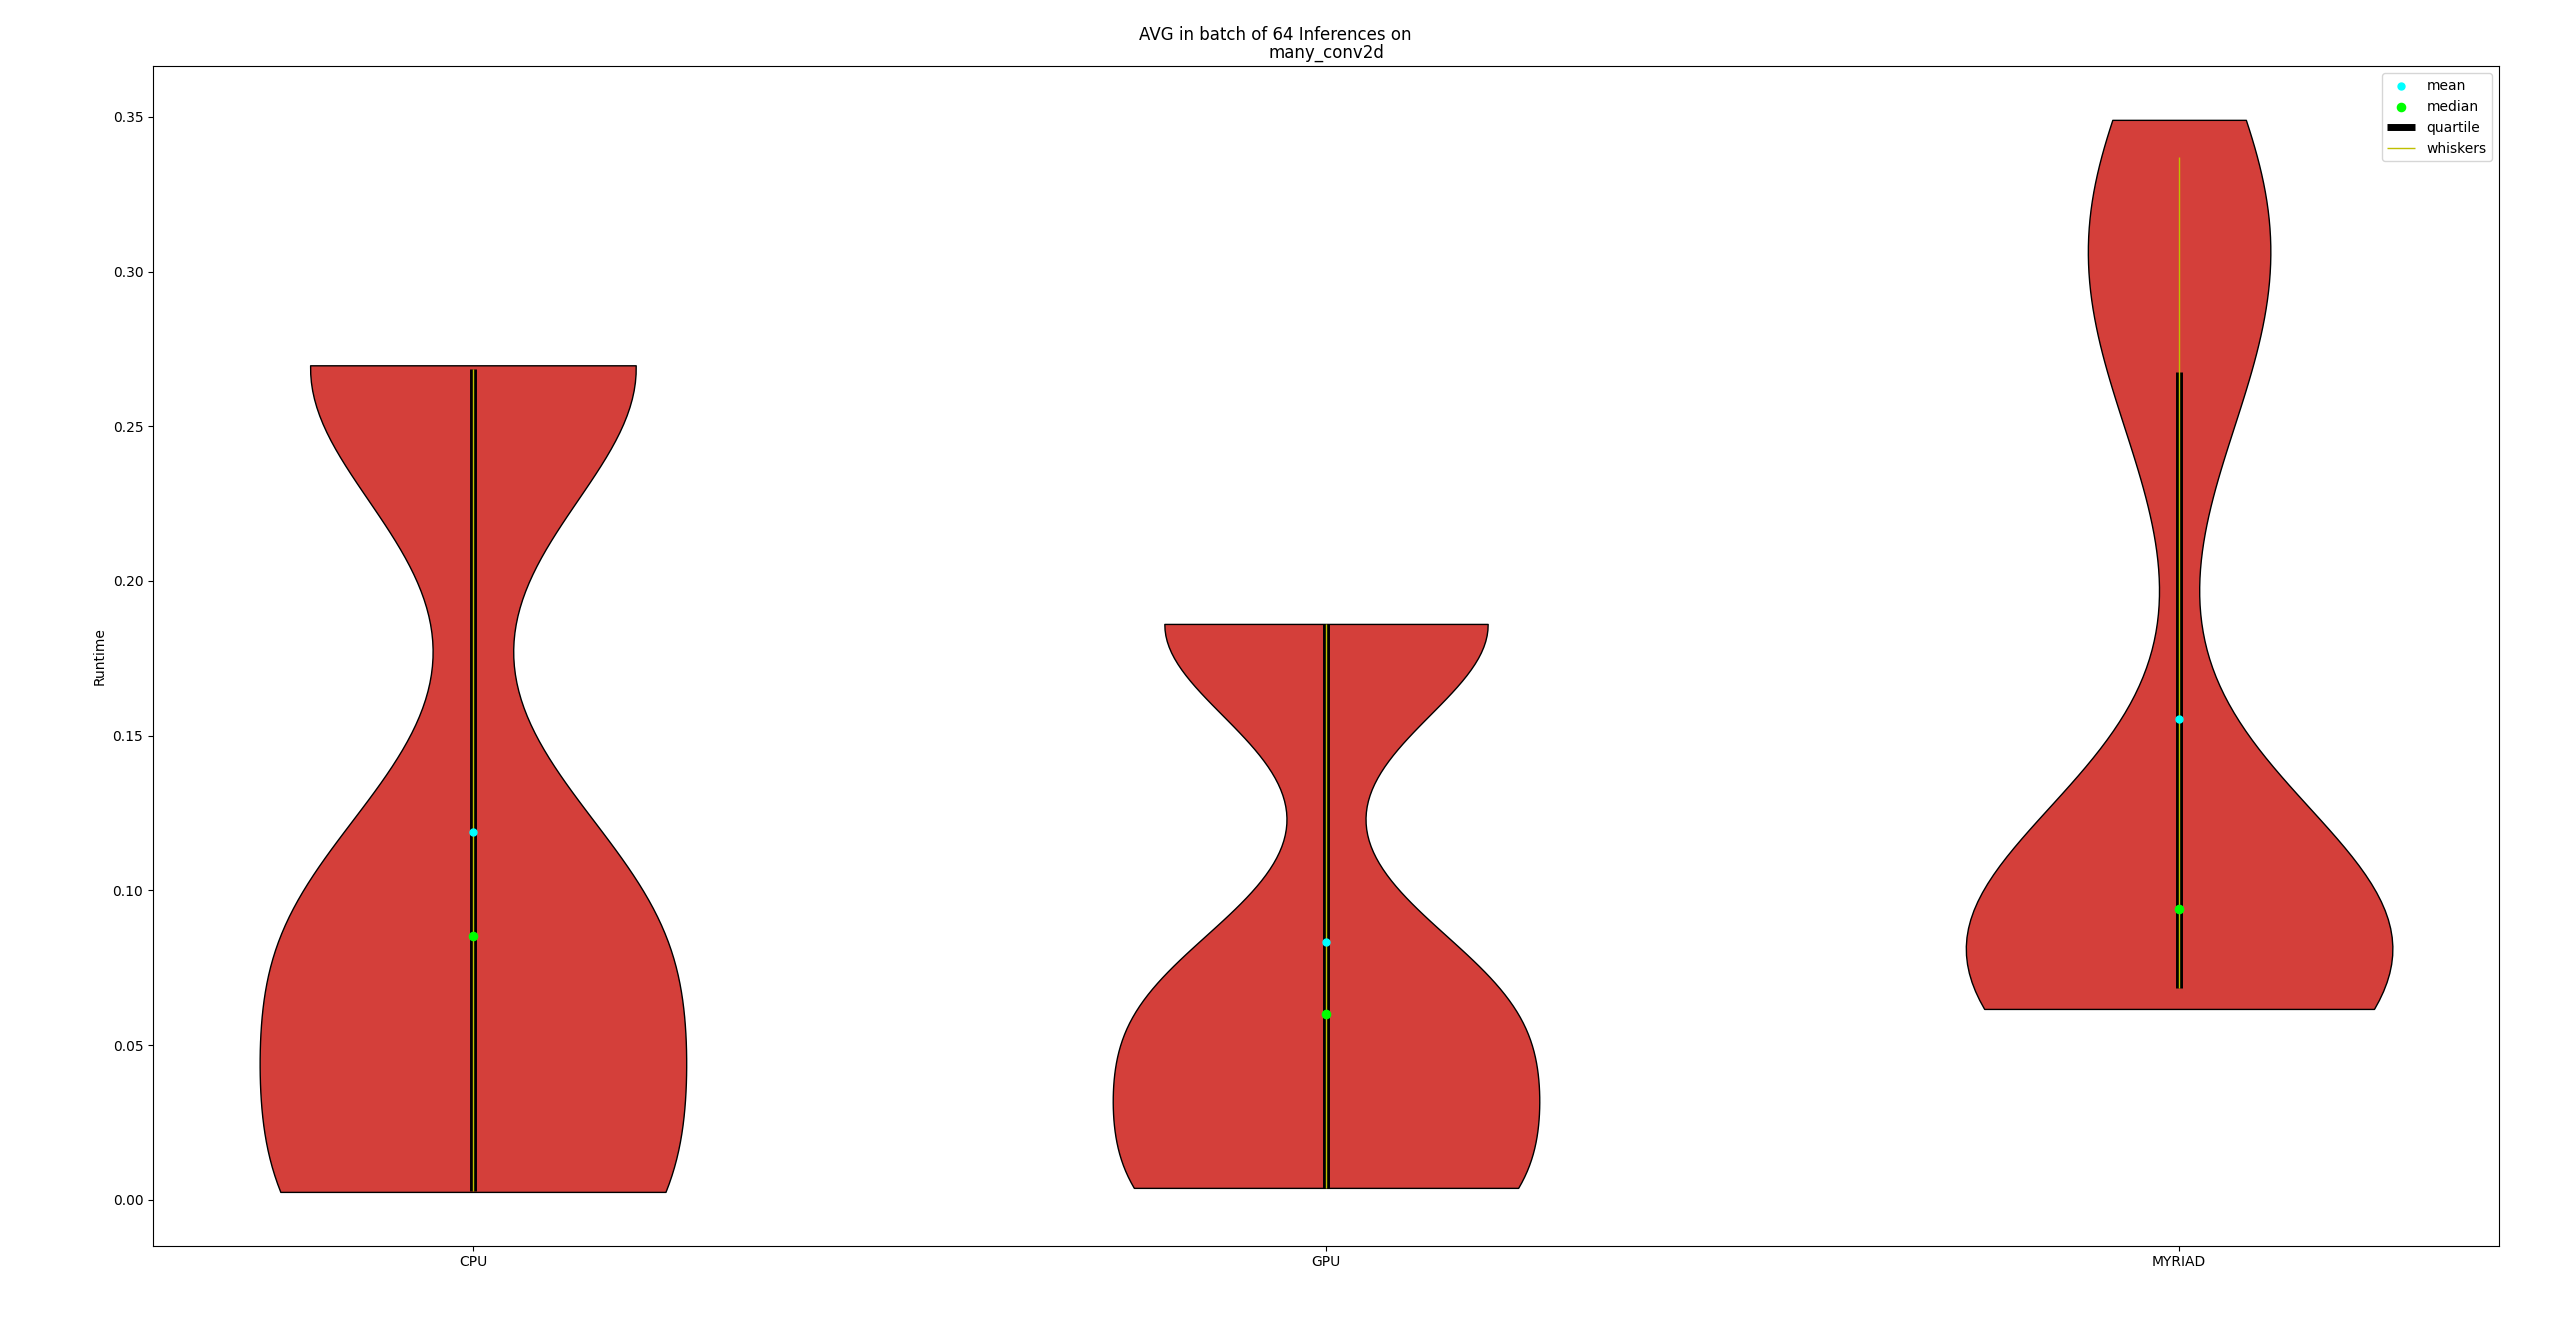 AVG in batch of 64 Inferences on
many_conv2d
mean
median
quartile
whiskers
0.35
0.30
0.25
0.20
0.15
0.10
0.05
0.00
Runtime
CPU
GPU
MYRIAD